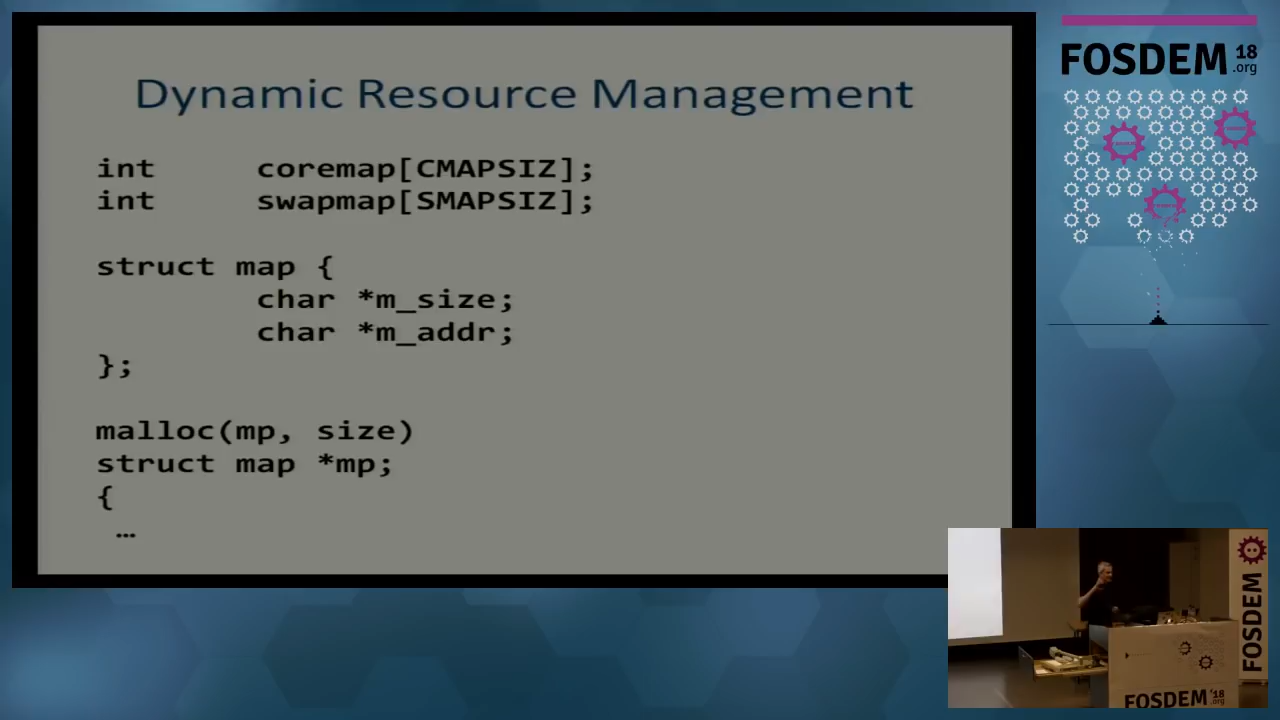 Dynamic Resource Management
int coremap[CMAPSIZ];
int swapmap[SMAPSIZ];
struct map {
char *m_size;
char *m_addr;
};
malloc(mp, size)
struct map *mp;
{
…
FOSDEM 18
.org
FOSDEM
FOSDEM '18
.org